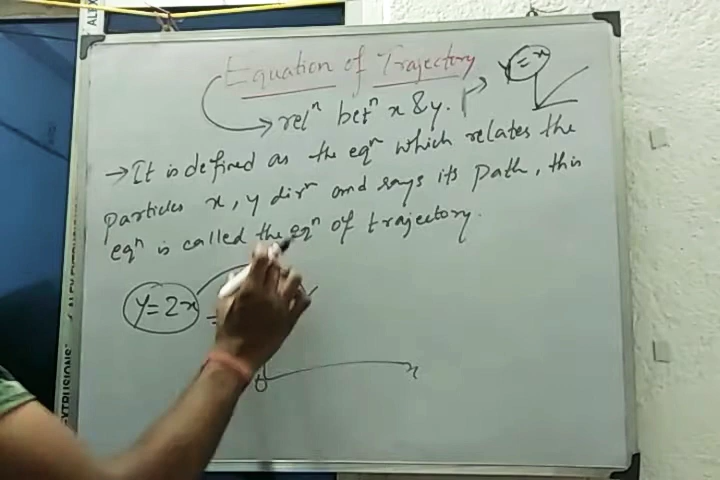 Equation of Trajectory
y = x
→ relⁿ betⁿ x & y.
→ It is defined as the eqⁿ which relates the
particles x, y dirⁿ and says its path, this
eqⁿ is called the eqⁿ of trajectory.
y = 2x
=
0 x